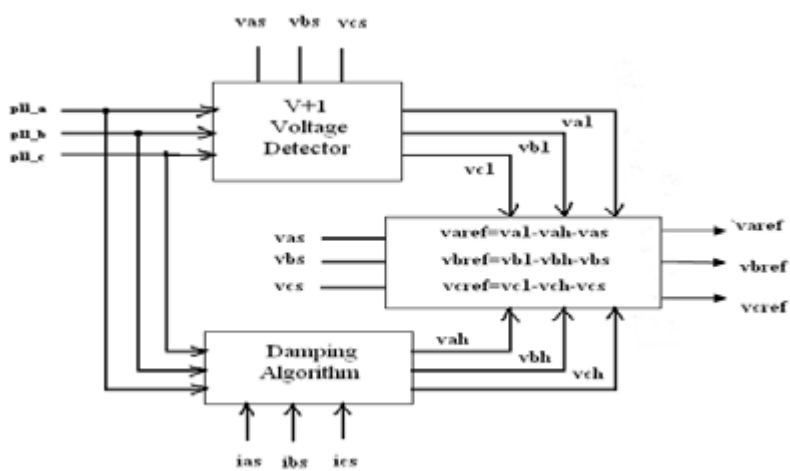 vas vbs vcs
pll_a
pll_b
pll_c
V+1
Voltage
Detector
va1
vb1
vc1
vas
vbs
vcs
varef=va1-vah-vas
vbref=vb1-vbh-vbs
vcref=vc1-vch-vcs
varef
vbref
vcref
Damping
Algorithm
vah
vbh
vch
ias ibs ics